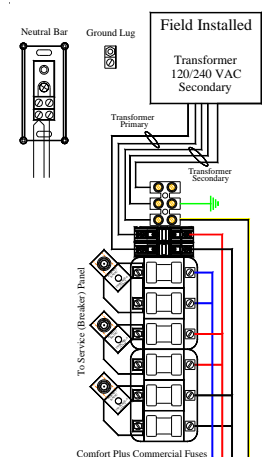 Neutral Bar
Ground Lug
Field Installed
Transformer
120/240 VAC
Secondary
Transformer
Primary
Transformer
Secondary
To Service (Breaker) Panel
Comfort Plus Commercial Fuses